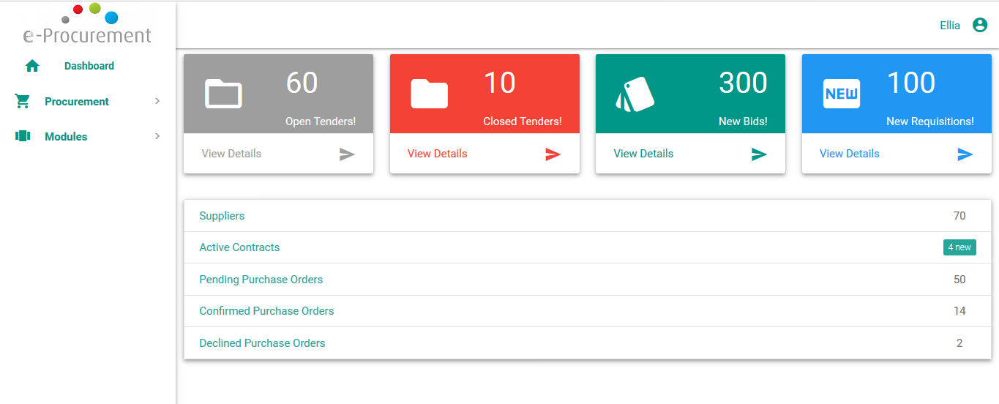 e-Procurement
Ellia
Dashboard
Procurement
Modules
60
Open Tenders!
View Details
10
Closed Tenders!
View Details
300
New Bids!
View Details
NEW
100
New Requisitions!
View Details
Suppliers 70
Active Contracts 4 new
Pending Purchase Orders 50
Confirmed Purchase Orders 14
Declined Purchase Orders 2